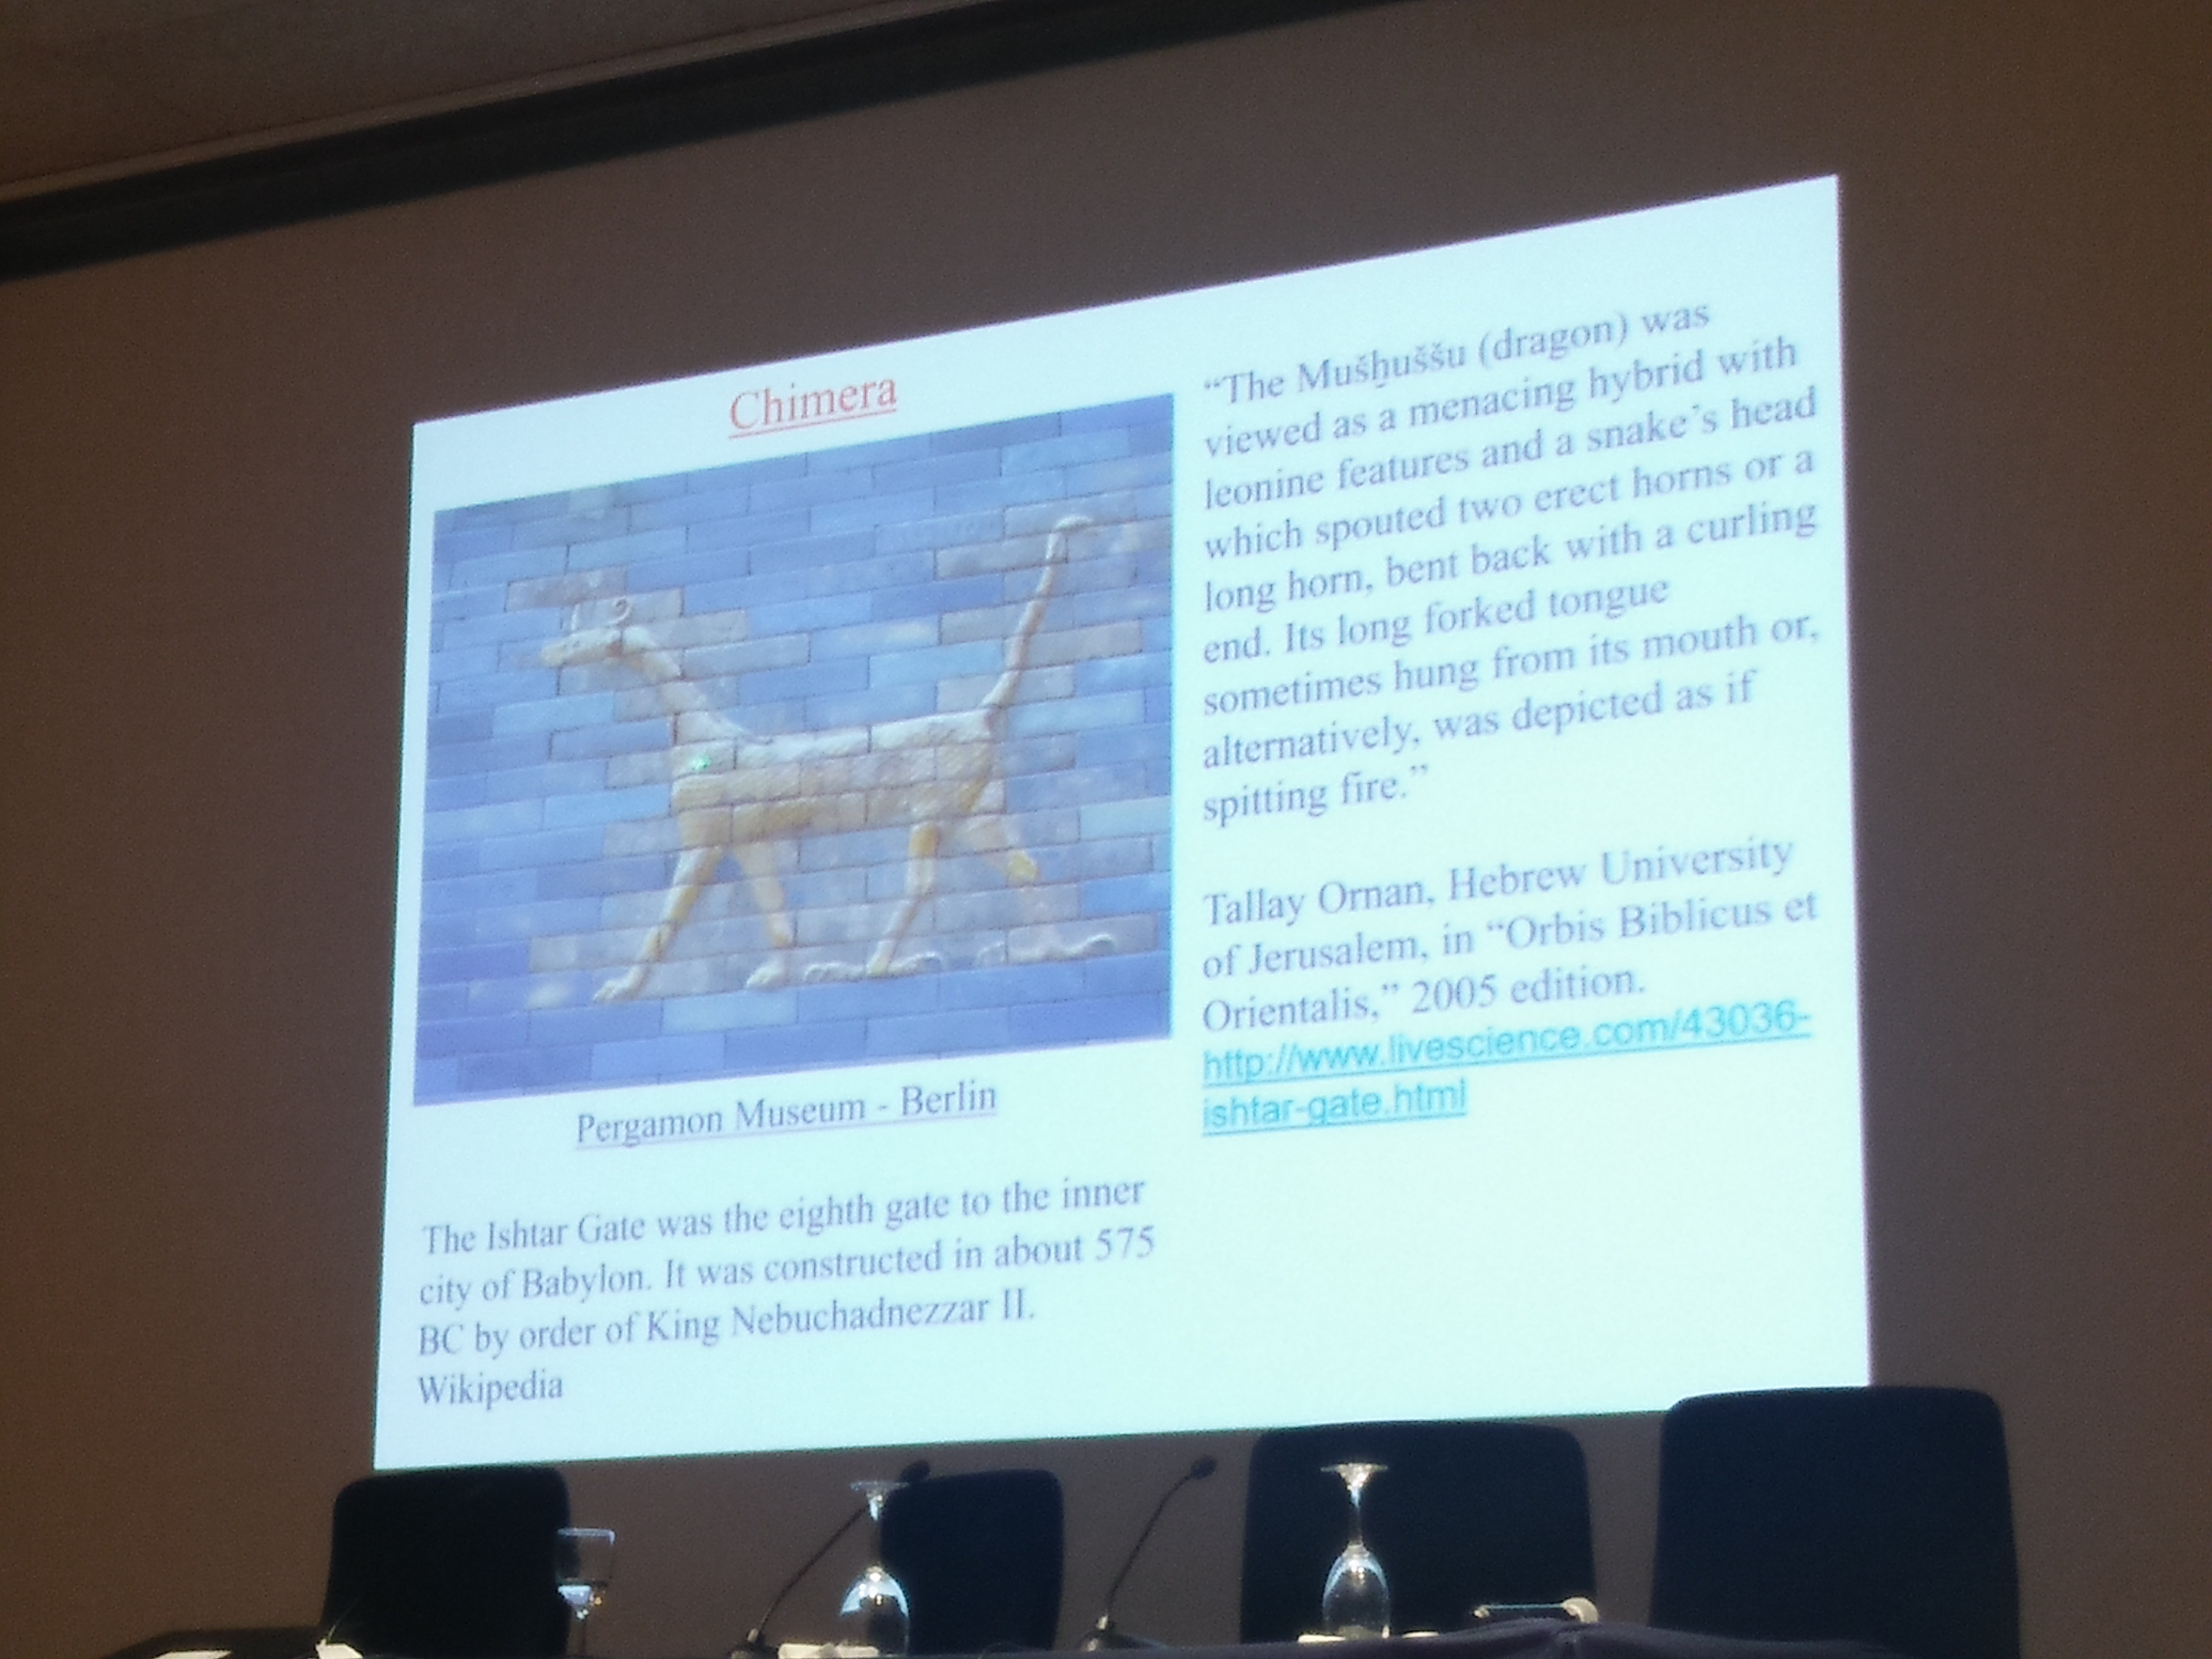 Chimera
Pergamon Museum - Berlin
The Ishtar Gate was the eighth gate to the inner
city of Babylon. It was constructed in about 575
BC by order of King Nebuchadnezzar II.
Wikipedia
“The Mušḫuššu (dragon) was
viewed as a menacing hybrid with
leonine features and a snake’s head
which spouted two erect horns or a
long horn, bent back with a curling
end. Its long forked tongue
sometimes hung from its mouth or,
alternatively, was depicted as if
spitting fire.”
Tallay Ornan, Hebrew University
of Jerusalem, in “Orbis Biblicus et
Orientalis,” 2005 edition.
http://www.livescience.com/43036-
ishtar-gate.html